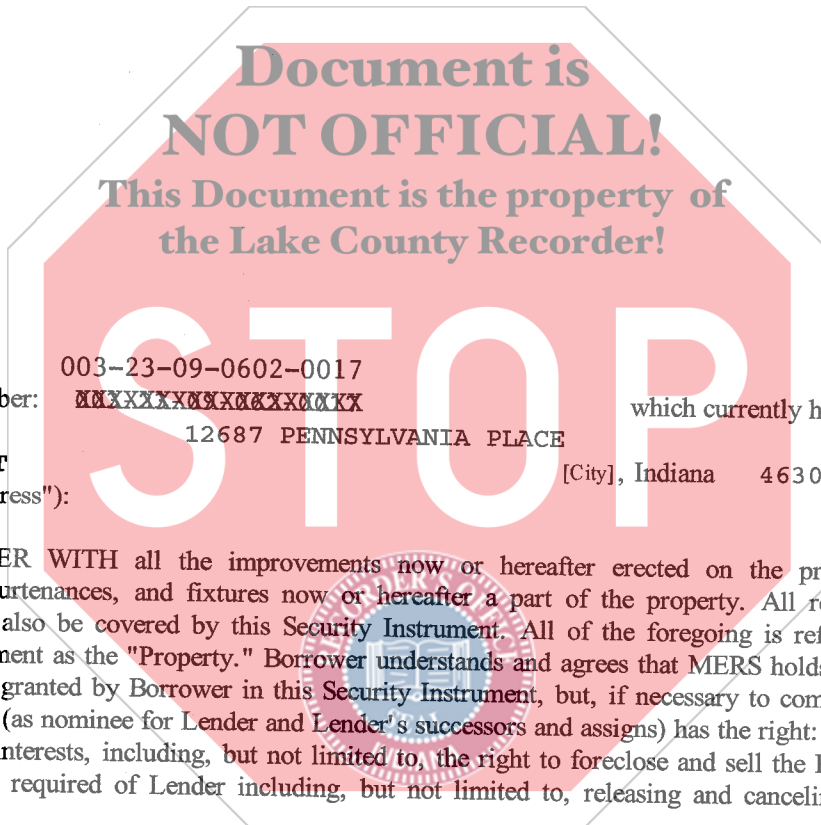 Document is
NOT OFFICIAL!
This Document is the property of
the Lake County Recorder!
STOP
003-23-09-0602-0017
ber: which currently h
12687 PENNSYLVANIA PLACE
T [City], Indiana 4630
ress"):
ER WITH all the improvements now or hereafter erected on the pr
urtenances, and fixtures now or hereafter a part of the property. All r
also be covered by this Security Instrument. All of the foregoing is ref
ment as the "Property." Borrower understands and agrees that MERS holds
granted by Borrower in this Security Instrument, but, if necessary to com
(as nominee for Lender and Lender's successors and assigns) has the right:
nterests, including, but not limited to, the right to foreclose and sell the
required of Lender including, but not limited to, releasing and cancelin